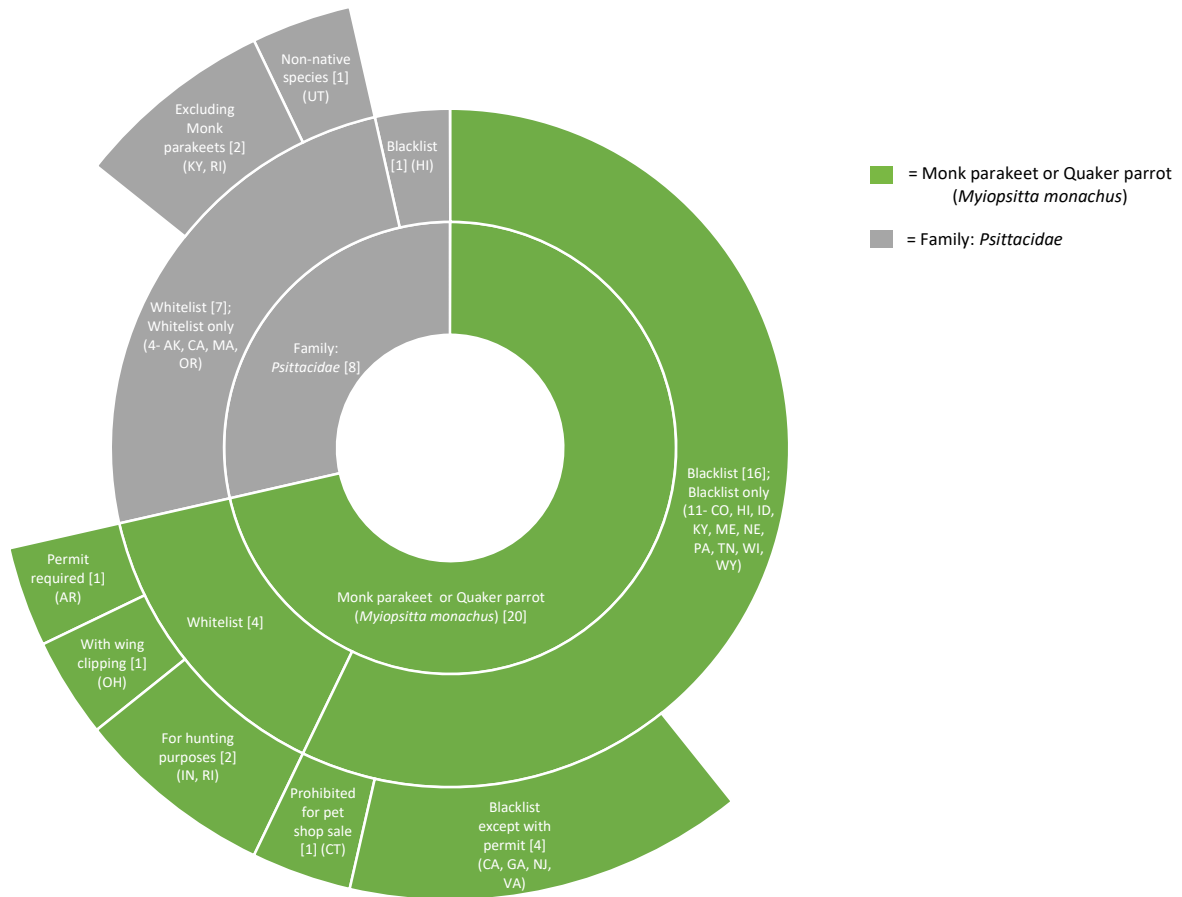 Non-native
species [1]
(UT)
Excluding
Monk
parakeets [2]
(KY, RI)
Blacklist
[1] (HI)
= Monk parakeet or Quaker parrot
(Myiopsitta monachus)
= Family: Psittacidae
Whitelist [7];
Whitelist only
(4- AK, CA, MA,
OR)
Family:
Psittacidae [8]
Blacklist [16];
Blacklist only
(11- CO, HI, ID,
KY, ME, NE,
PA, TN, WI,
WY)
Permit
required [1]
(AR)
Monk parakeet or Quaker parrot
(Myiopsitta monachus) [20]
Whitelist [4]
With wing
clipping [1]
(OH)
For hunting
purposes [2]
(IN, RI)
Prohibited
for pet
shop sale
[1] (CT)
Blacklist
except with
permit [4]
(CA, GA, NJ,
VA)